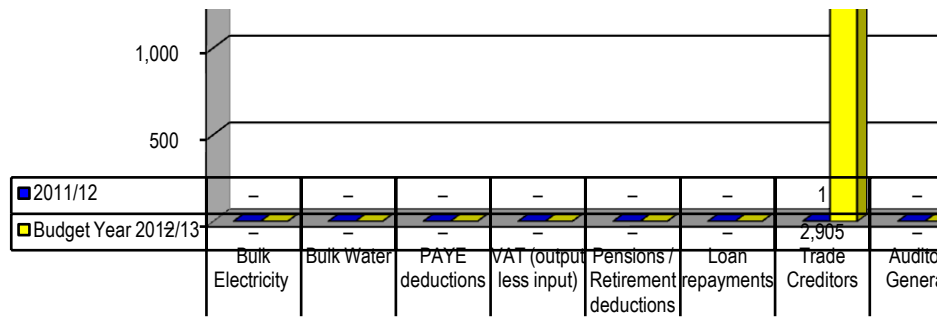 1,000
500
2011/12 – – – – – – 1 –
Budget Year 2012/13 – – – – – – 2,905 –
Bulk Electricity
Bulk Water
PAYE deductions
VAT (output less input)
Pensions / Retirement deductions
Loan repayments
Trade Creditors